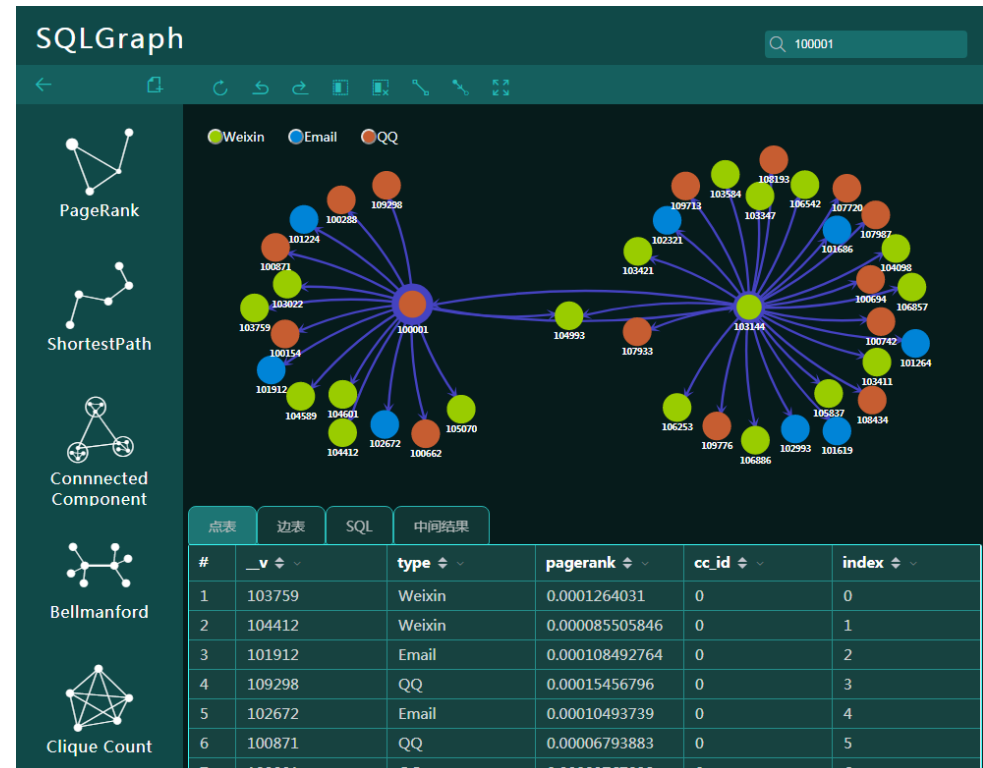 SQLGraph
100001
Weixin Email QQ
PageRank
ShortestPath
Connnected
Component
Bellmanford
Clique Count
109298
100288
101224
100871
103022
103759
100154
101912
104589
104601
104412
102672
100662
105070
100001
104993
107933
103144
103421
102321
109713
103584
108193
103347
106542
107720
107987
101686
104098
100694
106857
100742
101264
103411
105837
108434
106253
109776
106886
102993
101619
点表 边表 SQL 中间结果
# __v type pagerank cc_id index
1 103759 Weixin 0.0001264031 0 0
2 104412 Weixin 0.000085505846 0 1
3 101912 Email 0.000108492764 0 2
4 109298 QQ 0.00015456796 0 3
5 102672 Email 0.00010493739 0 4
6 100871 QQ 0.00006793883 0 5